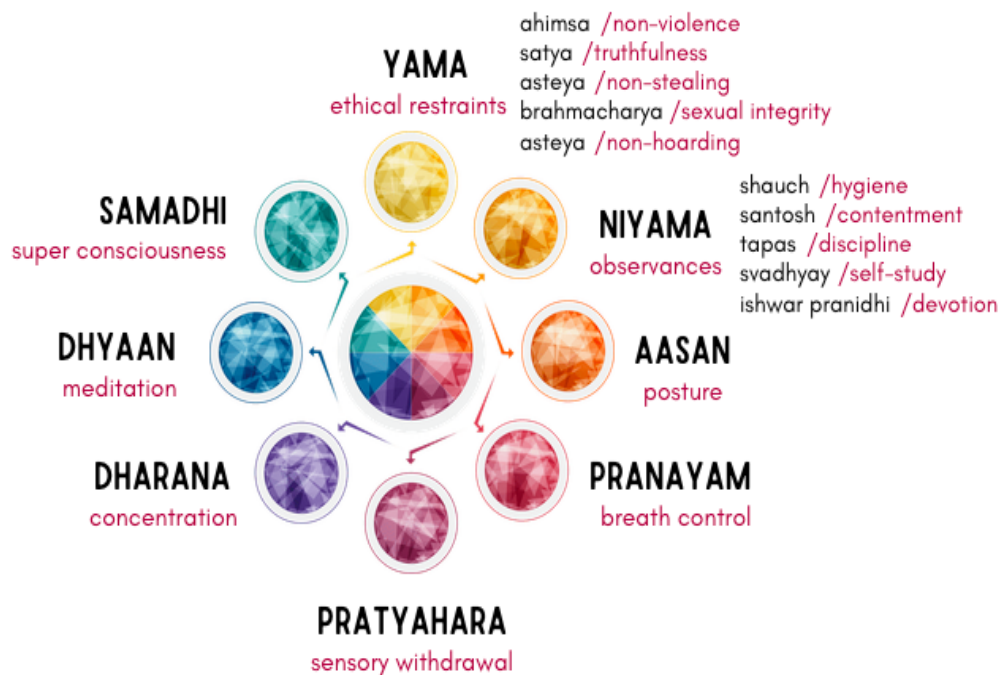 YAMA
ethical restraints
ahimsa /non-violence
satya /truthfulness
asteya /non-stealing
brahmacharya /sexual integrity
asteya /non-hoarding
NIYAMA
observances
shauch /hygiene
santosh /contentment
tapas /discipline
svadhyay /self-study
ishwar pranidhi /devotion
AASAN
posture
PRANAYAM
breath control
PRATYAHARA
sensory withdrawal
DHARANA
concentration
DHYAAN
meditation
SAMADHI
super consciousness